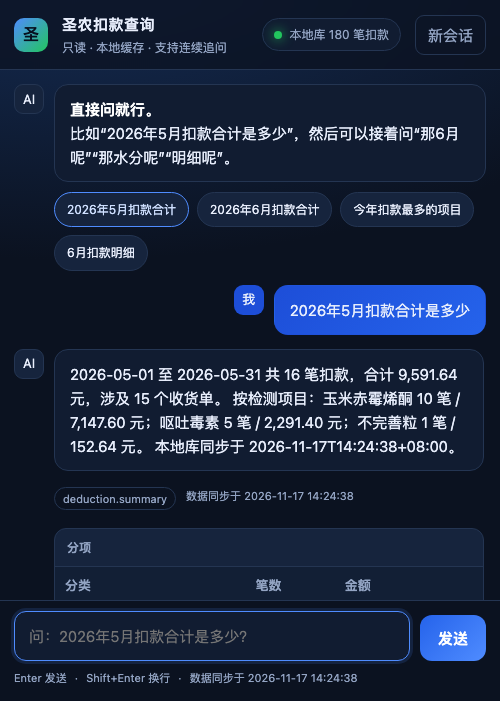 圣
圣农扣款查询
只读 · 本地缓存 · 支持连续追问
本地库 180 笔扣款
新会话
AI
直接问就行。
比如“2026年5月扣款合计是多少”，然后可以接着问“那6月
呢”“那水分呢”“明细呢”。
2026年5月扣款合计
2026年6月扣款合计
今年扣款最多的项目
6月扣款明细
我
2026年5月扣款合计是多少
AI
2026-05-01 至 2026-05-31 共 16 笔扣款，合计 9,591.64
元，涉及 15 个收货单。 按检测项目：玉米赤霉烯酮 10 笔 /
7,147.60 元；呕吐毒素 5 笔 / 2,291.40 元；不完善粒 1 笔 /
152.64 元。 本地库同步于 2026-11-17T14:24:38+08:00。
deduction.summary
数据同步于 2026-11-17 14:24:38
分项
分类 笔数 金额
问：2026年5月扣款合计是多少?
发送
Enter 发送 · Shift+Enter 换行 · 数据同步于 2026-11-17 14:24:38